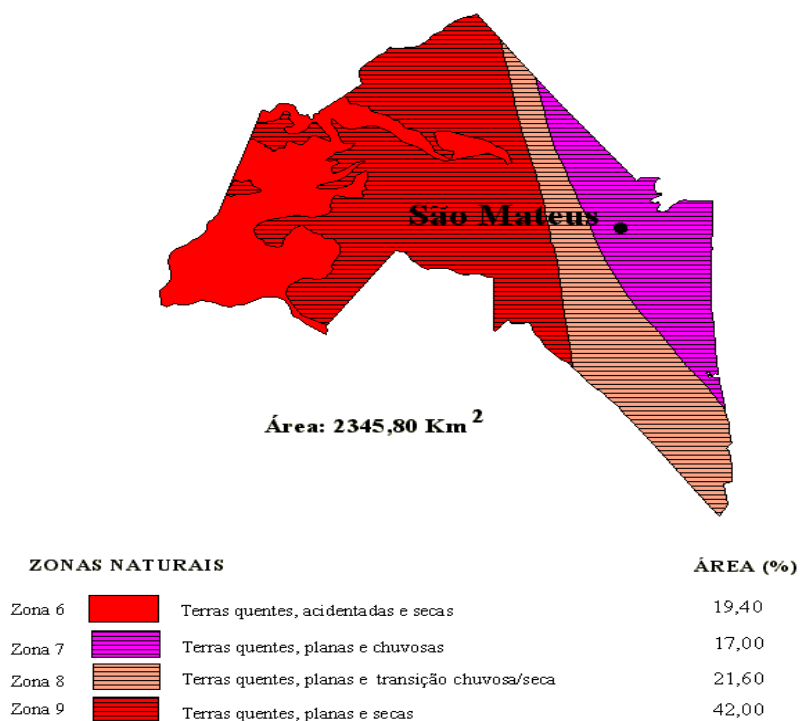 São Mateus
Área: 2345,80 Km²
ZONAS NATURAIS ÁREA (%)
Zona 6 Terras quentes, acidentadas e secas 19,40
Zona 7 Terras quentes, planas e chuvosas 17,00
Zona 8 Terras quentes, planas e transição chuvosa/seca 21,60
Zona 9 Terras quentes, planas e secas 42,00